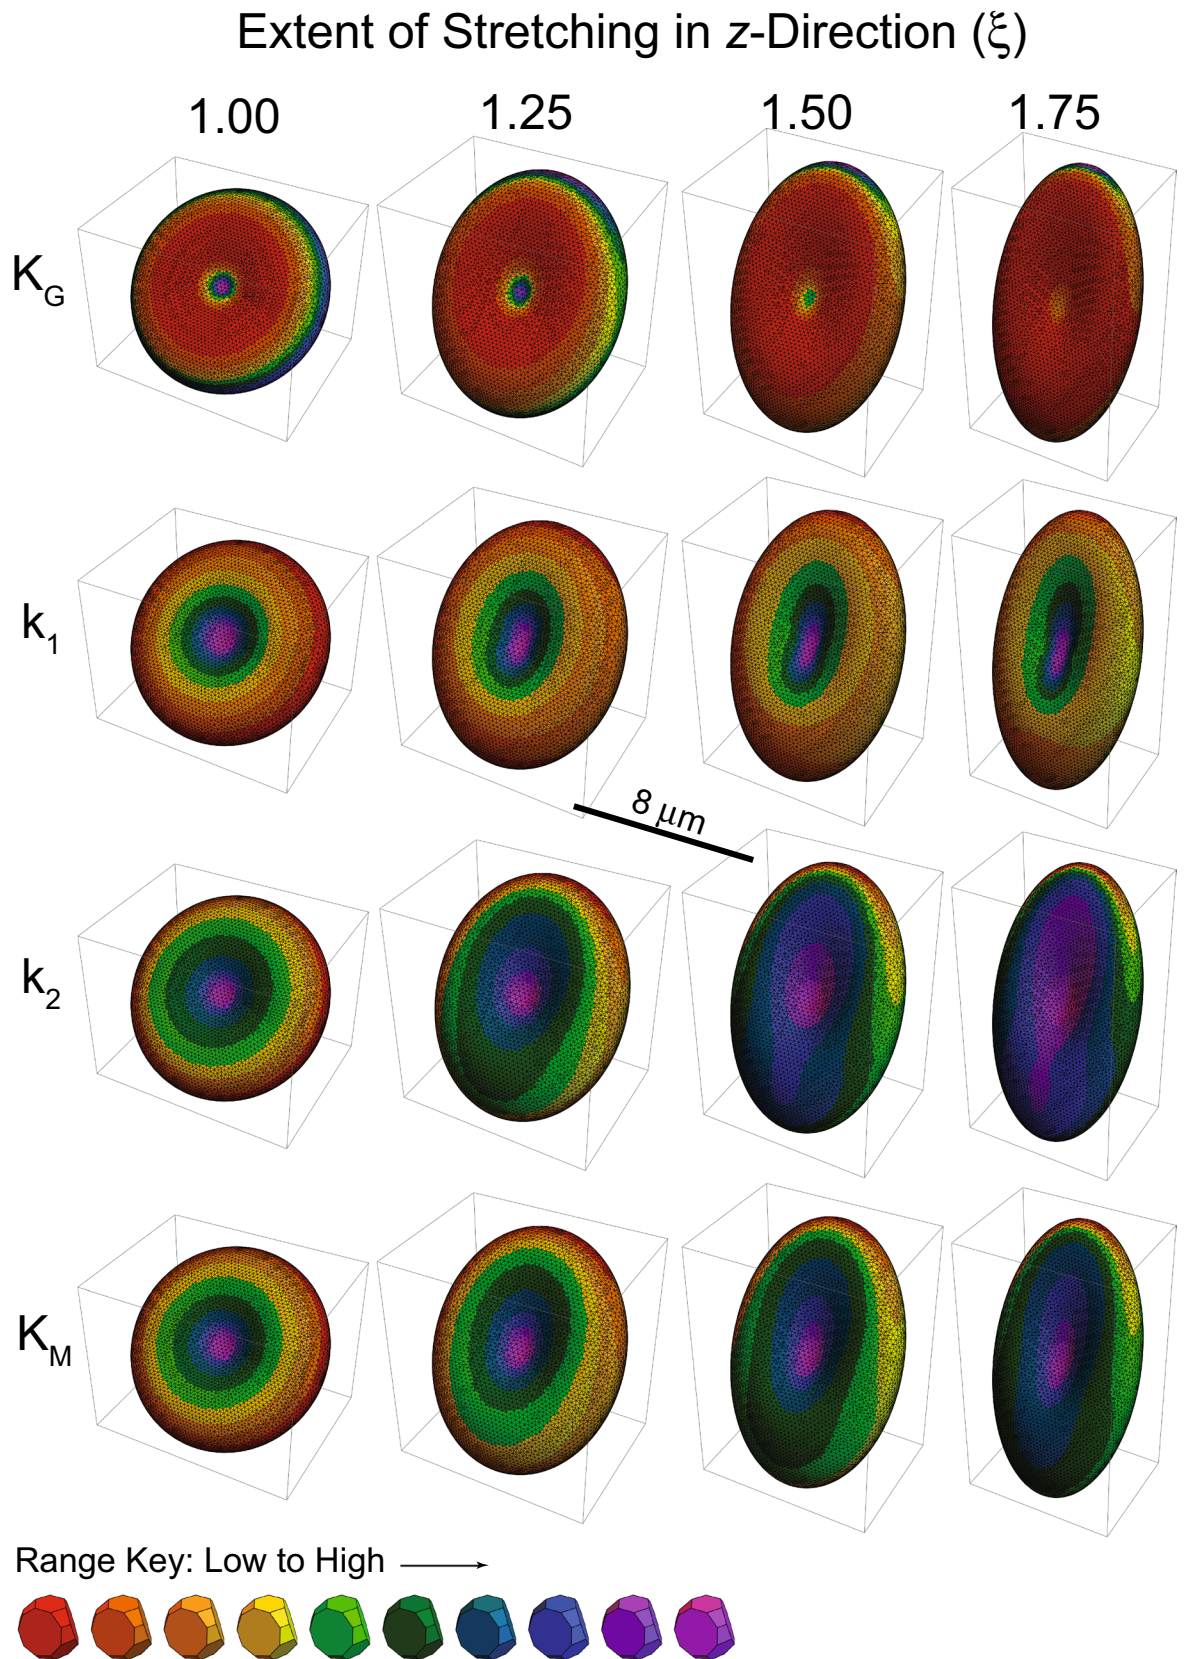 Extent of Stretching in z-Direction (ξ)
1.00 1.25 1.50 1.75
K_G
k_1
8 μm
k_2
K_M
Range Key: Low to High